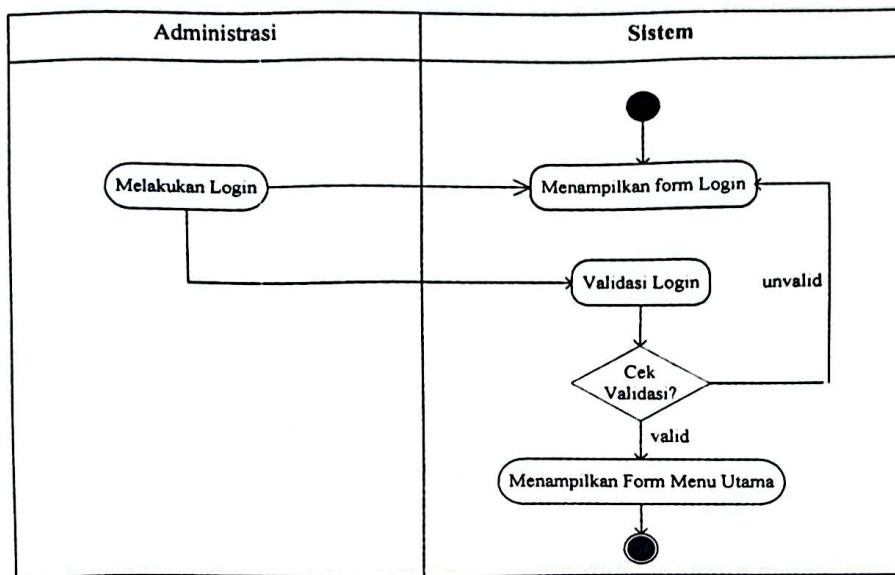 Administrasi
Sistem
Melakukan Login
Menampilkan form Login
Validasi Login
unvalid
Cek
Validasi?
valid
Menampilkan Form Menu Utama